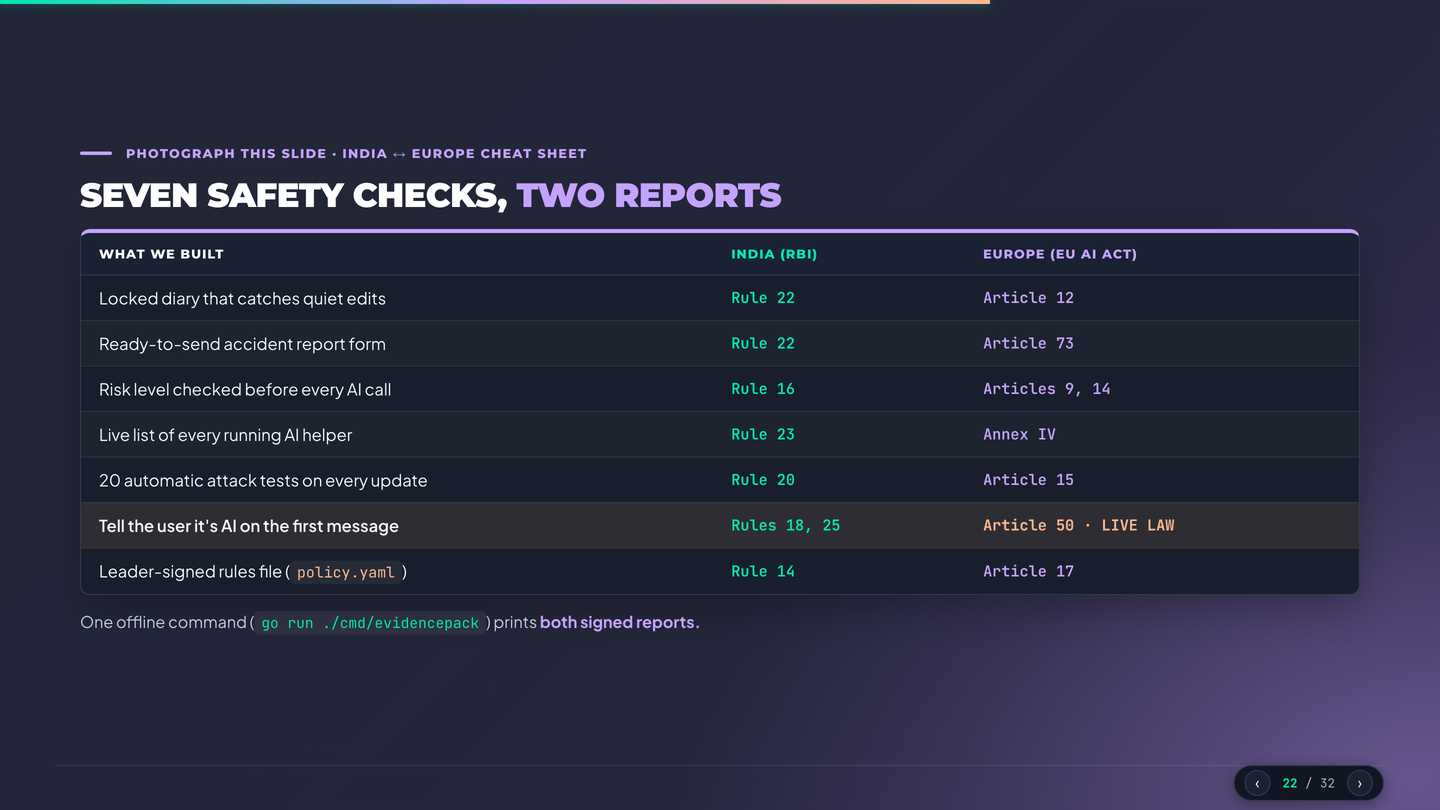 PHOTOGRAPH THIS SLIDE · INDIA ↔ EUROPE CHEAT SHEET
SEVEN SAFETY CHECKS, TWO REPORTS
WHAT WE BUILT INDIA (RBI) EUROPE (EU AI ACT)
Locked diary that catches quiet edits Rule 22 Article 12
Ready-to-send accident report form Rule 22 Article 73
Risk level checked before every AI call Rule 16 Articles 9, 14
Live list of every running AI helper Rule 23 Annex IV
20 automatic attack tests on every update Rule 20 Article 15
Tell the user it's AI on the first message Rules 18, 25 Article 50 · LIVE LAW
Leader-signed rules file (policy.yaml) Rule 14 Article 17
One offline command (go run ./cmd/evidencepack) prints both signed reports.
‹ 22 / 32 ›